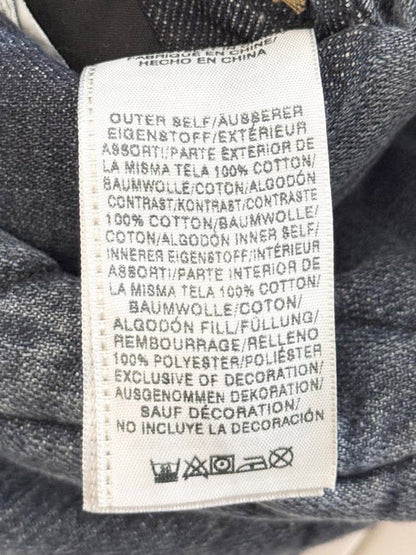 FABRIQUÉ EN CHINE/
HECHO EN CHINA
OUTER SELF/ÄUSSERER
EIGENSTOFF/EXTÉRIEUR
ASSORTI/PARTE EXTERIOR DE
LA MISMA TELA 100% COTTON/
BAUMWOLLE/COTON/ALGODÓN
CONTRAST/KONTRAST/CONTRASTE
100% COTTON/BAUMWOLLE/
COTON/ALGODÓN INNER SELF/
INNERER EIGENSTOFF/INTÉRIEUR
ASSORTI/PARTE INTERIOR DE
LA MISMA TELA 100% COTTON/
BAUMWOLLE/COTON/
ALGODÓN FILL/FÜLLUNG/
REMBOURRAGE/RELLENO
100% POLYESTER/POLIÉSTER
EXCLUSIVE OF DECORATION/
AUSGENOMMEN DEKORATION/
SAUF DÉCORATION/
NO INCLUYE LA DECORACIÓN